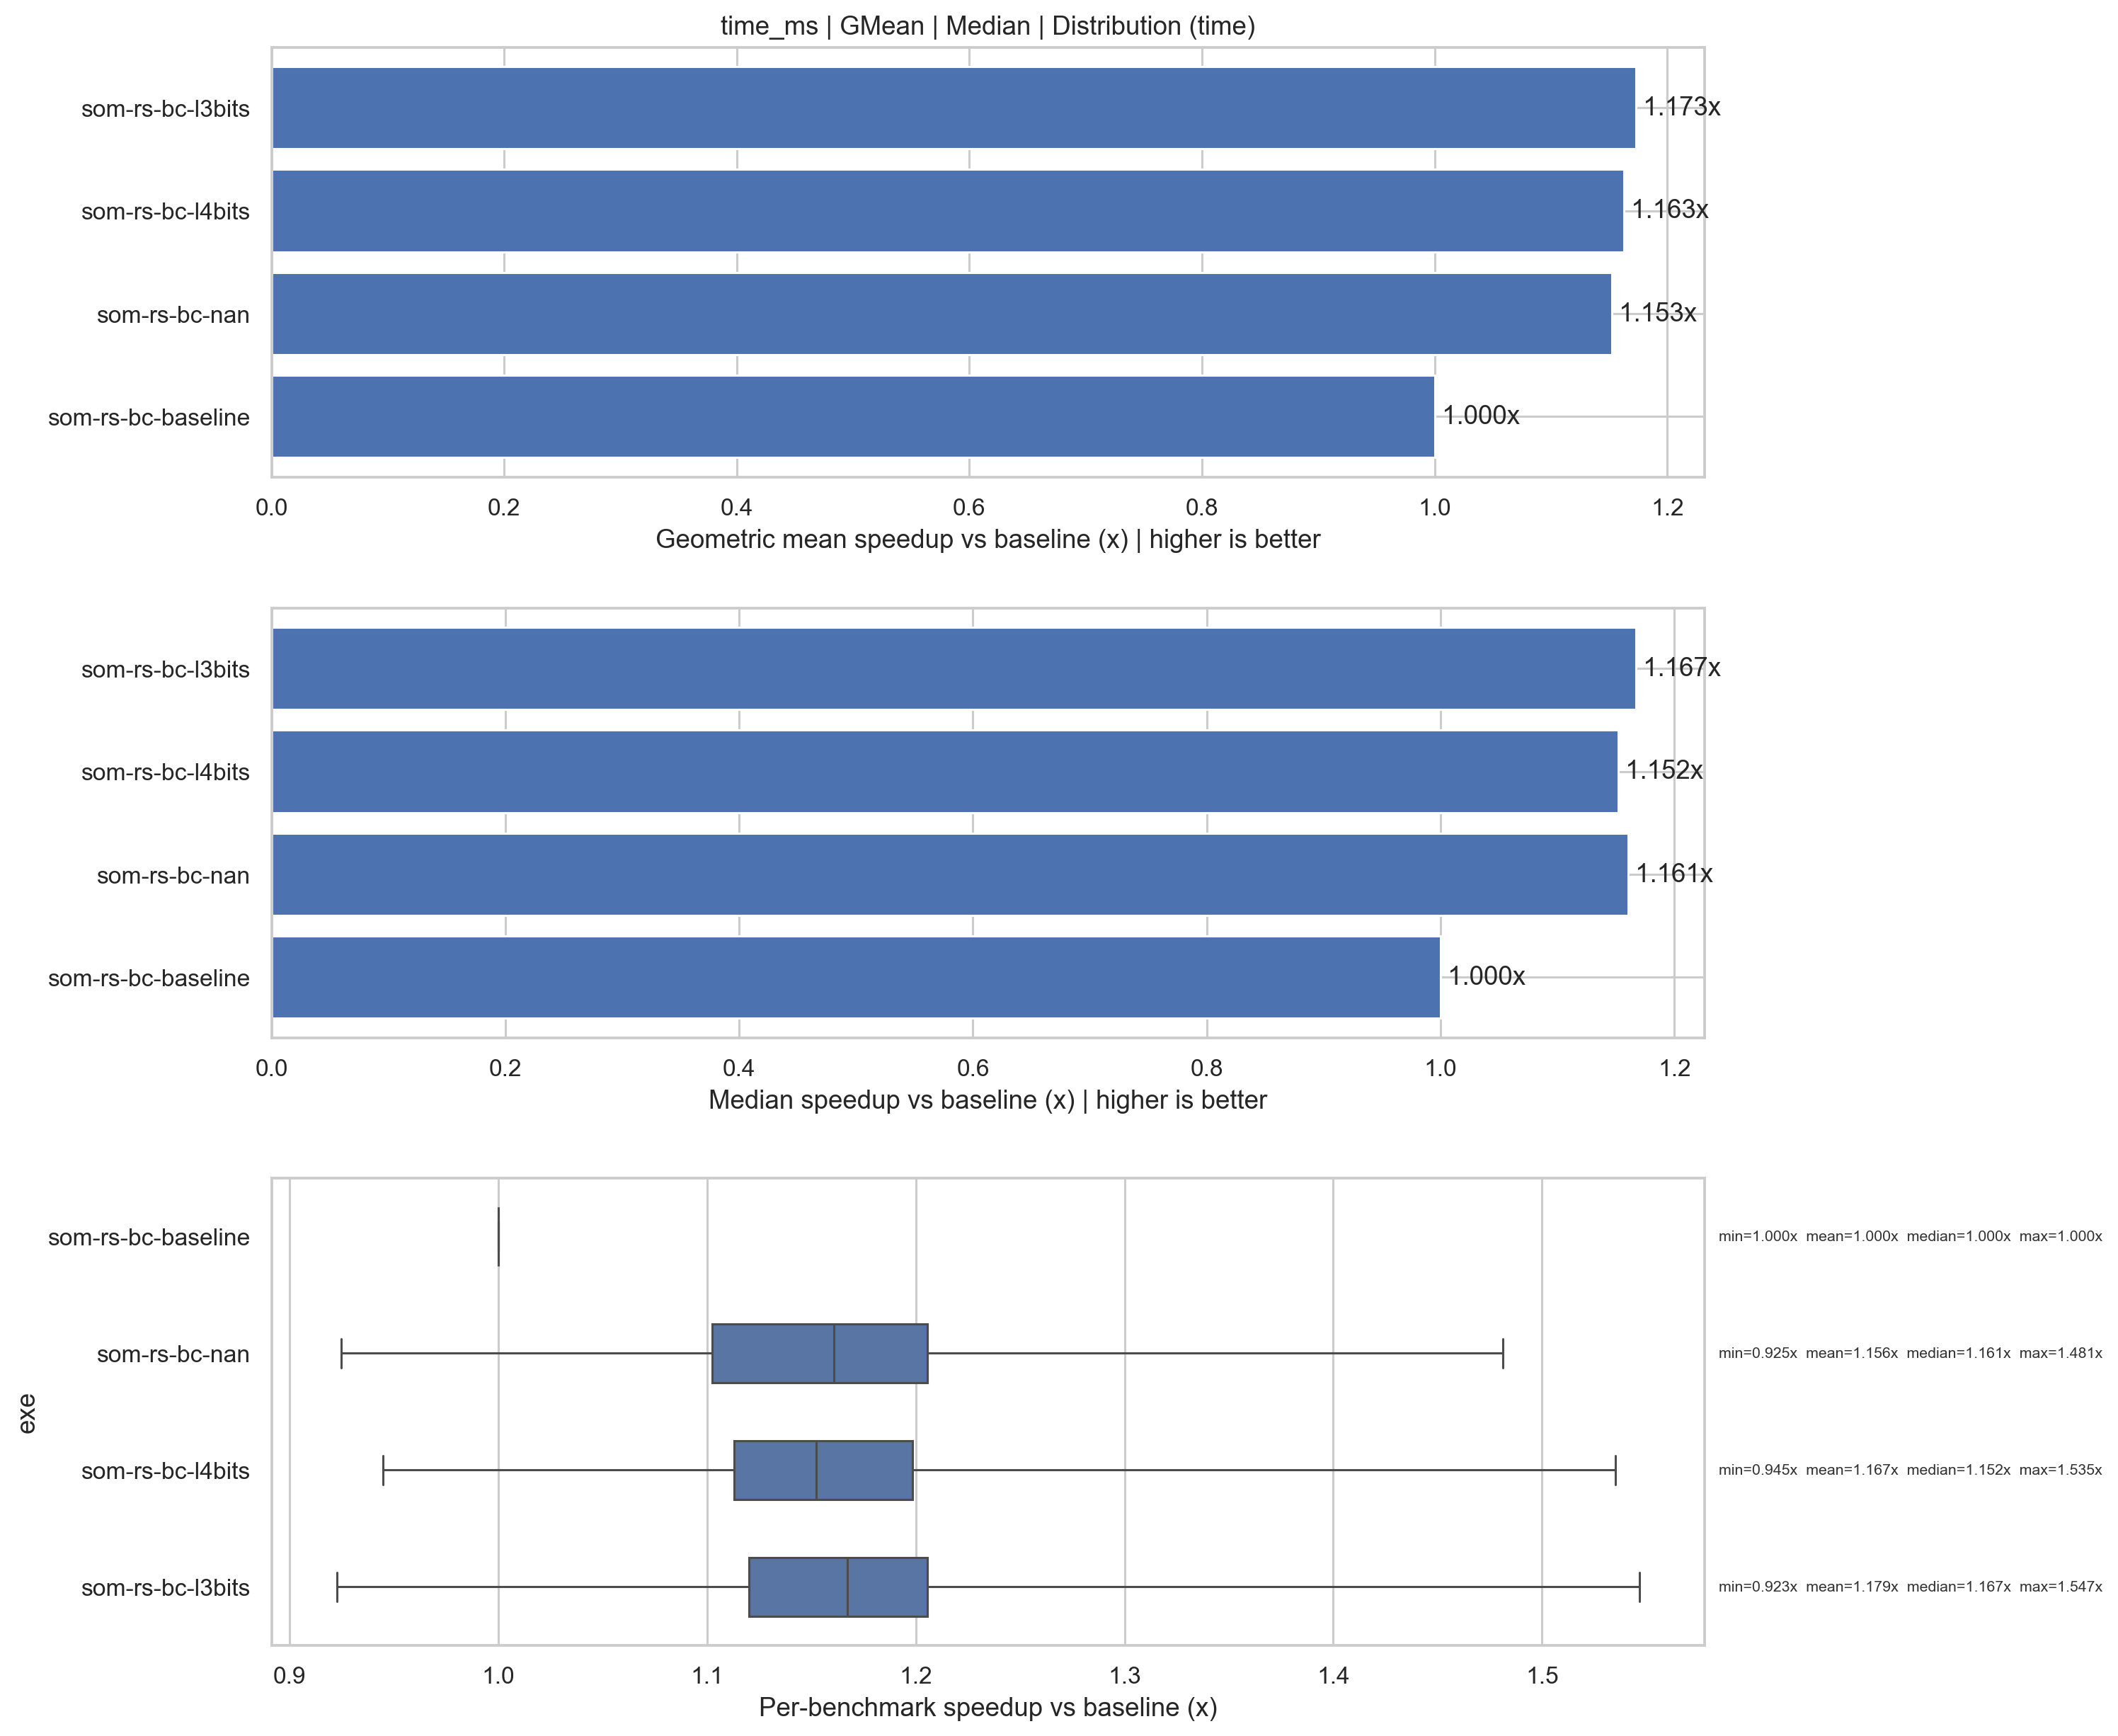 time_ms | GMean | Median | Distribution (time)
som-rs-bc-l3bits
1.173x
som-rs-bc-l4bits
1.163x
som-rs-bc-nan
1.153x
som-rs-bc-baseline
1.000x
0.0 0.2 0.4 0.6 0.8 1.0 1.2
Geometric mean speedup vs baseline (x) | higher is better
som-rs-bc-l3bits
1.167x
som-rs-bc-l4bits
1.152x
som-rs-bc-nan
1.161x
som-rs-bc-baseline
1.000x
0.0 0.2 0.4 0.6 0.8 1.0 1.2
Median speedup vs baseline (x) | higher is better
exe
som-rs-bc-baseline
min=1.000x mean=1.000x median=1.000x max=1.000x
som-rs-bc-nan
min=0.925x mean=1.156x median=1.161x max=1.481x
som-rs-bc-l4bits
min=0.945x mean=1.167x median=1.152x max=1.535x
som-rs-bc-l3bits
min=0.923x mean=1.179x median=1.167x max=1.547x
0.9 1.0 1.1 1.2 1.3 1.4 1.5
Per-benchmark speedup vs baseline (x)